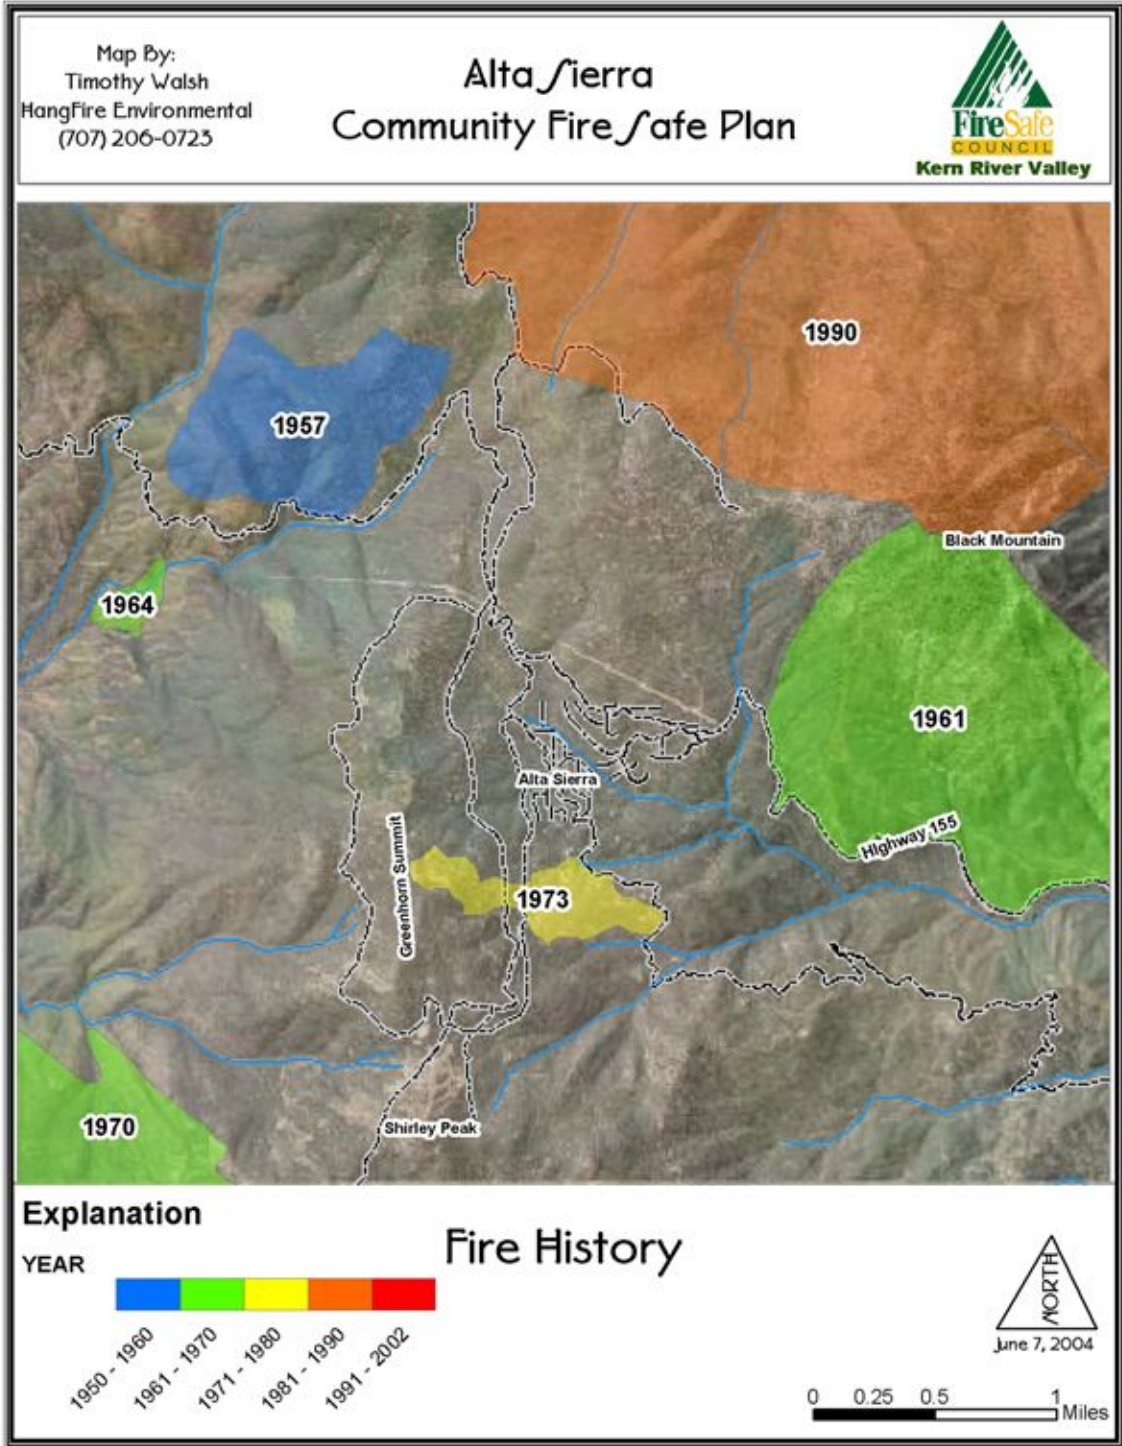 Map By:
Timothy Walsh
HangFire Environmental
(707) 206-0723
Alta Sierra
Community Fire Safe Plan
FireSafe
COUNCIL
Kern River Valley
1990
1957
Black Mountain
1964
1961
Alta Sierra
Highway 155
Greenhorn Summit
1973
1970
Shirley Peak
Explanation
YEAR
1950 - 1960
1961 - 1970
1971 - 1980
1981 - 1990
1991 - 2002
Fire History
NORTH
June 7, 2004
0 0.25 0.5 1
Miles